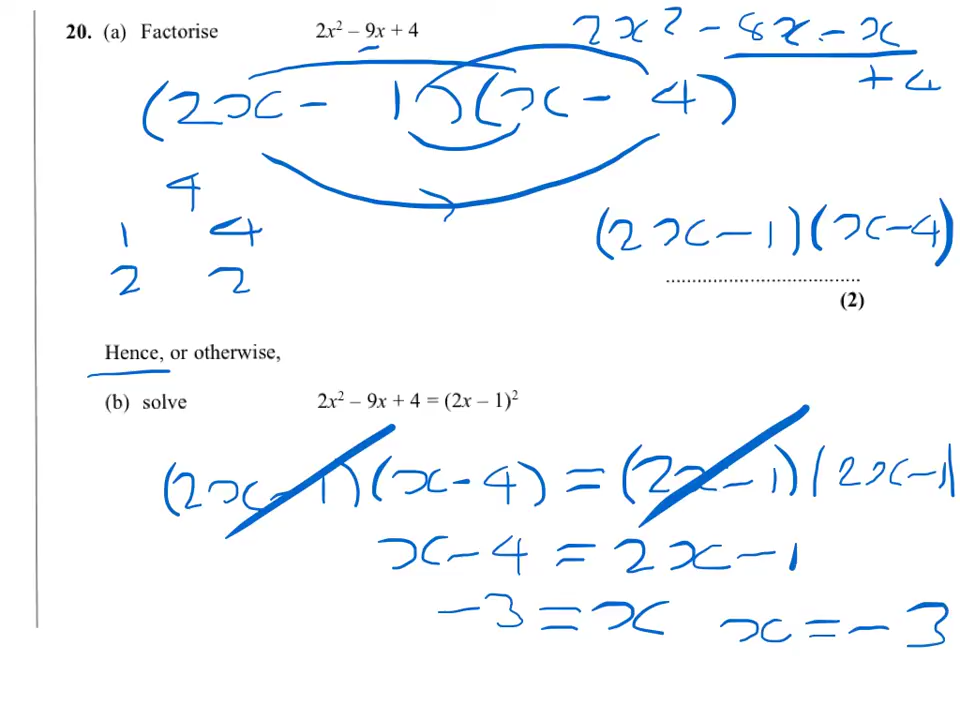 20. (a) Factorise 2x² – 9x + 4
2x² - 8x - x
+ 4
(2x - 1)(x - 4)
4
1 4
2 2
(2x-1)(x-4)
(2)
Hence, or otherwise,
(b) solve 2x² – 9x + 4 = (2x – 1)²
(2x-1)(x-4) = (2x-1)(2x-1)
x-4 = 2x-1
-3 = x x = -3